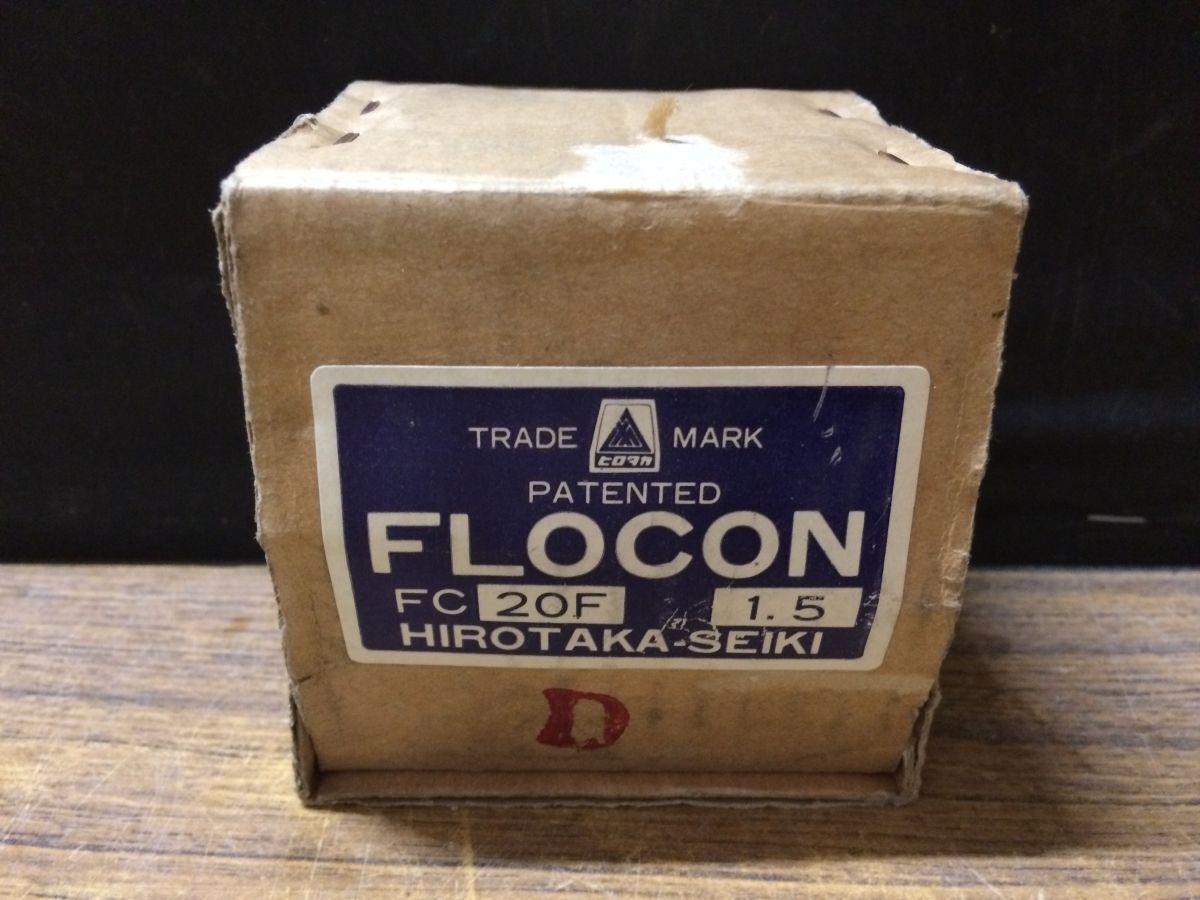 TRADE MARK
ヒロタカ
PATENTED
FLOCON
FC 20F 1.5
HIROTAKA-SEIKI
D